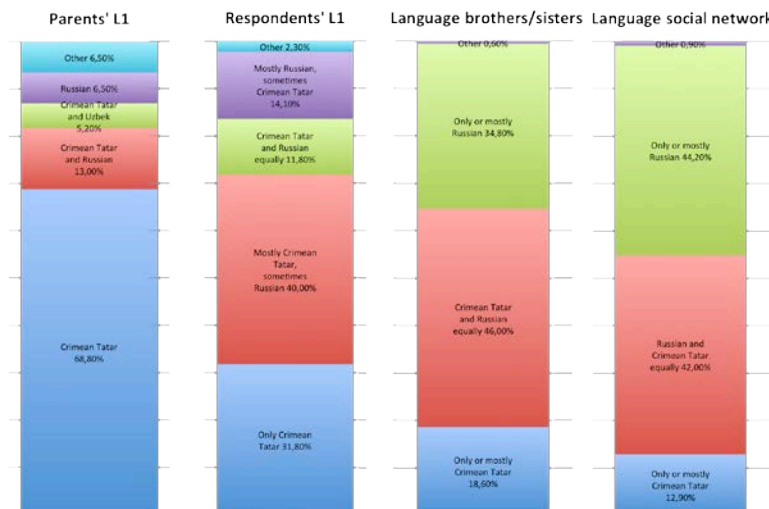 Parents' L1
Other 6,50%
Russian 6,50%
Crimean Tatar
and Uzbek
5,20%
Crimean Tatar
and Russian
13,00%
Crimean Tatar
68,80%
Respondents' L1
Other 2,30%
Mostly Russian,
sometimes
Crimean Tatar
14,10%
Crimean Tatar
and Russian
equally 11,80%
Mostly Crimean
Tatar,
sometimes
Russian 40,00%
Only Crimean
Tatar 31,80%
Language brothers/sisters
Other 0,60%
Only or mostly
Russian 34,80%
Crimean Tatar
and Russian
equally 46,00%
Only or mostly
Crimean Tatar
18,60%
Language social network
Other 0,90%
Only or mostly
Russian 44,20%
Russian and
Crimean Tatar
equally 42,00%
Only or mostly
Crimean Tatar
12,90%